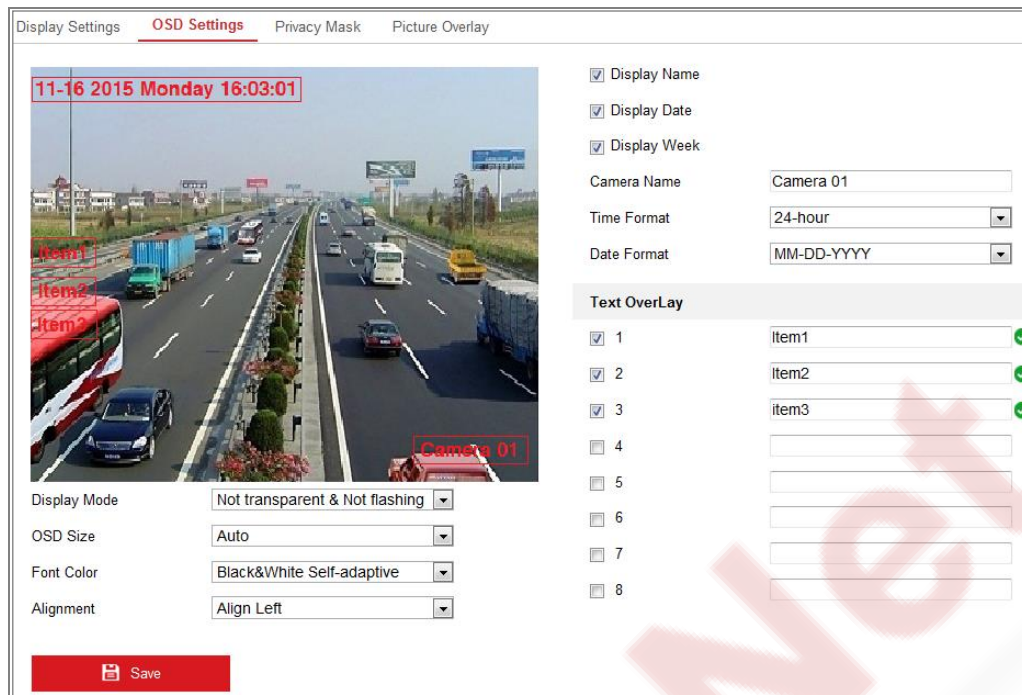 Display Settings OSD Settings Privacy Mask Picture Overlay
11-16 2015 Monday 16:03:01
Item1
Item2
Item3
Camera 01
Display Mode Not transparent & Not flashing
OSD Size Auto
Font Color Black&White Self-adaptive
Alignment Align Left
Save
Display Name
Display Date
Display Week
Camera Name Camera 01
Time Format 24-hour
Date Format MM-DD-YYYY
Text OverLay
1 Item1
2 Item2
3 item3
4
5
6
7
8
Net